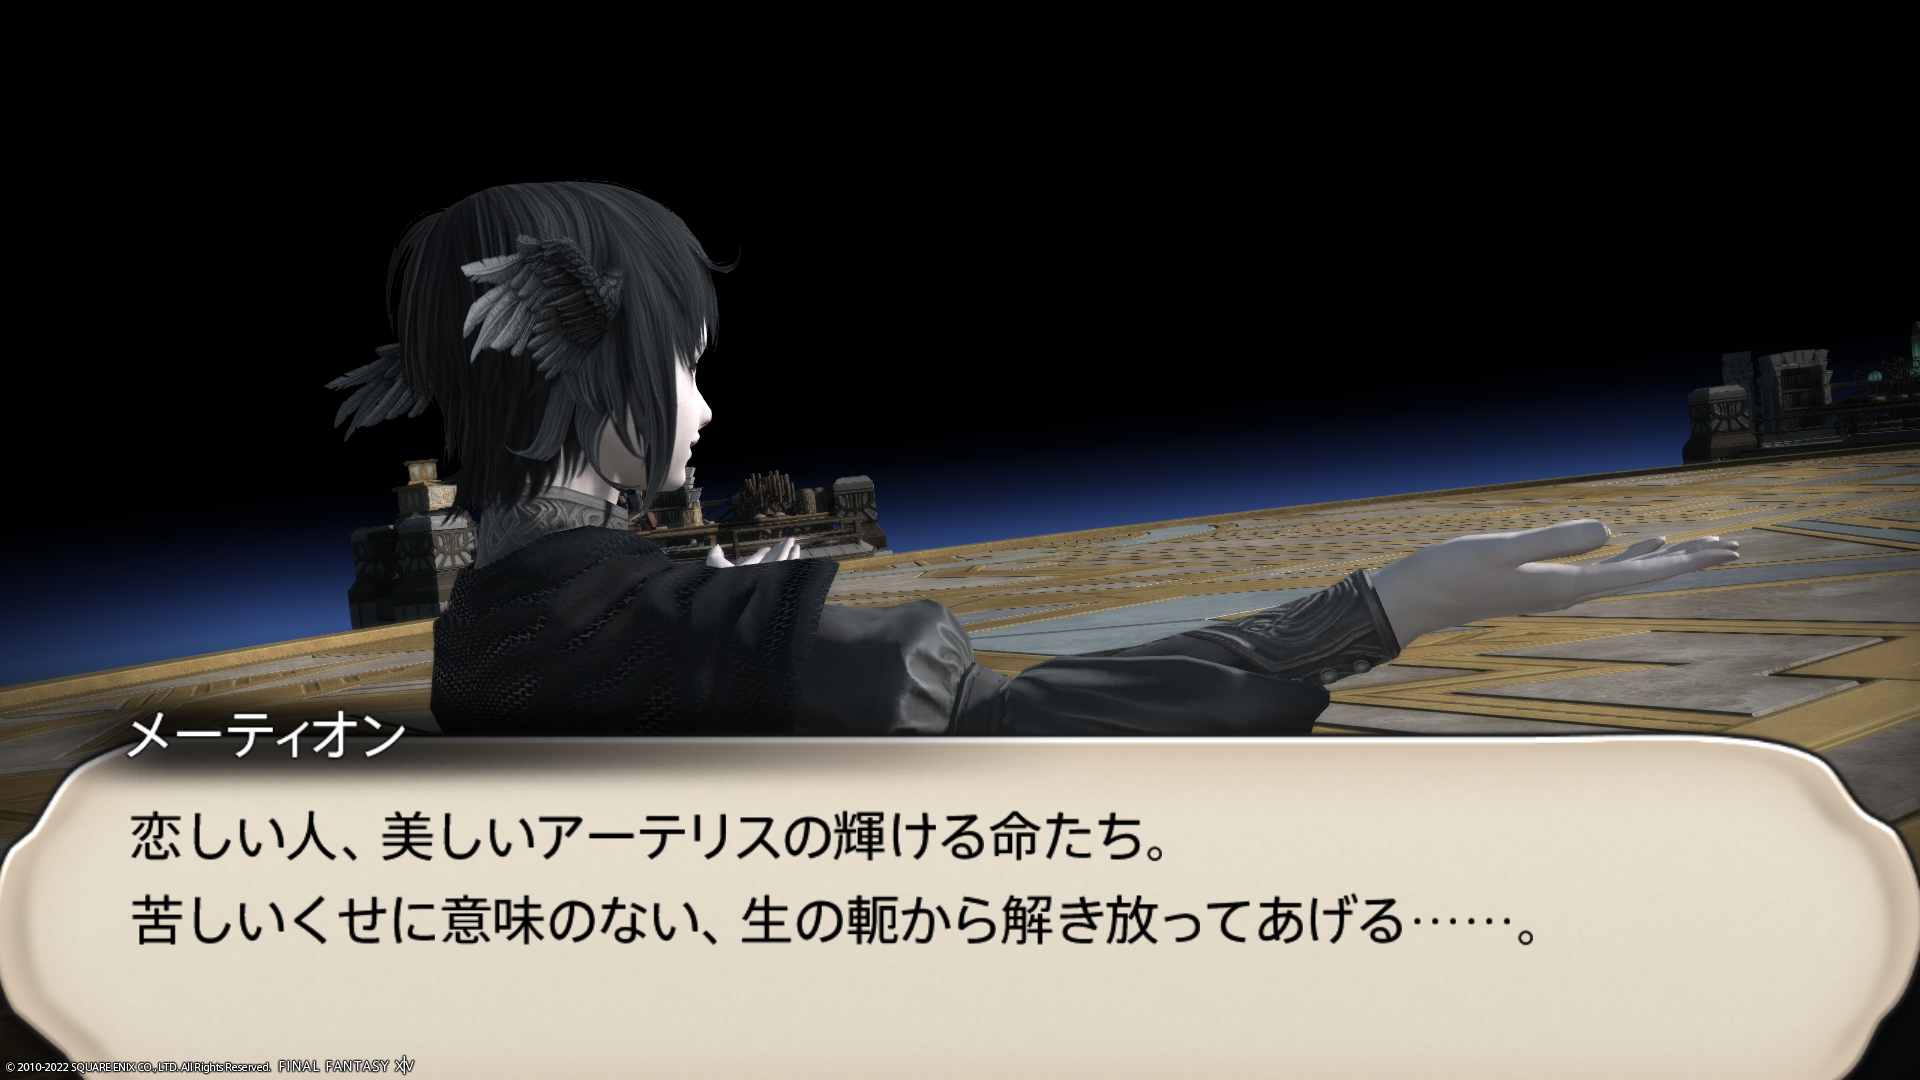 メーティオン
恋しい人、美しいアーテリスの輝ける命たち。
苦しいくせに意味のない、生の軛から解き放ってあげる……。
© 2010-2022 SQUARE ENIX CO., LTD. All Rights Reserved. FINAL FANTASY XIV